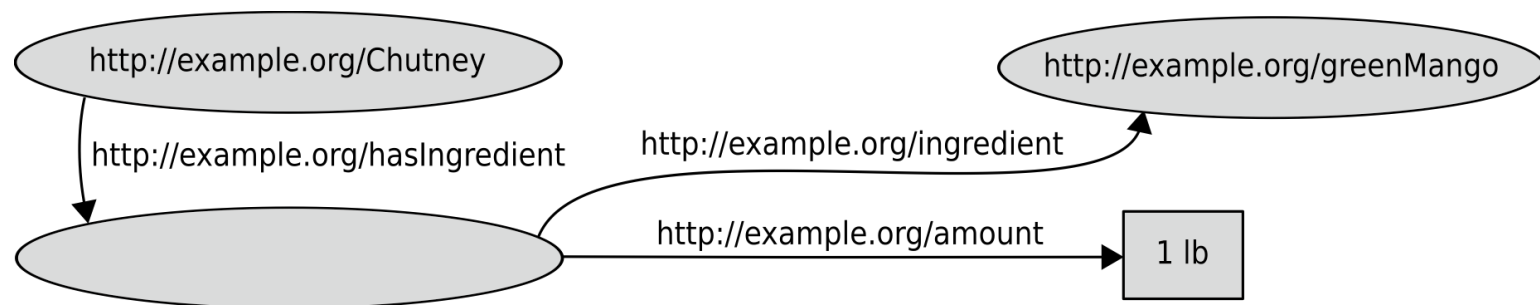 http://example.org/Chutney
http://example.org/greenMango
http://example.org/hasIngredient
http://example.org/ingredient
http://example.org/amount
1 lb